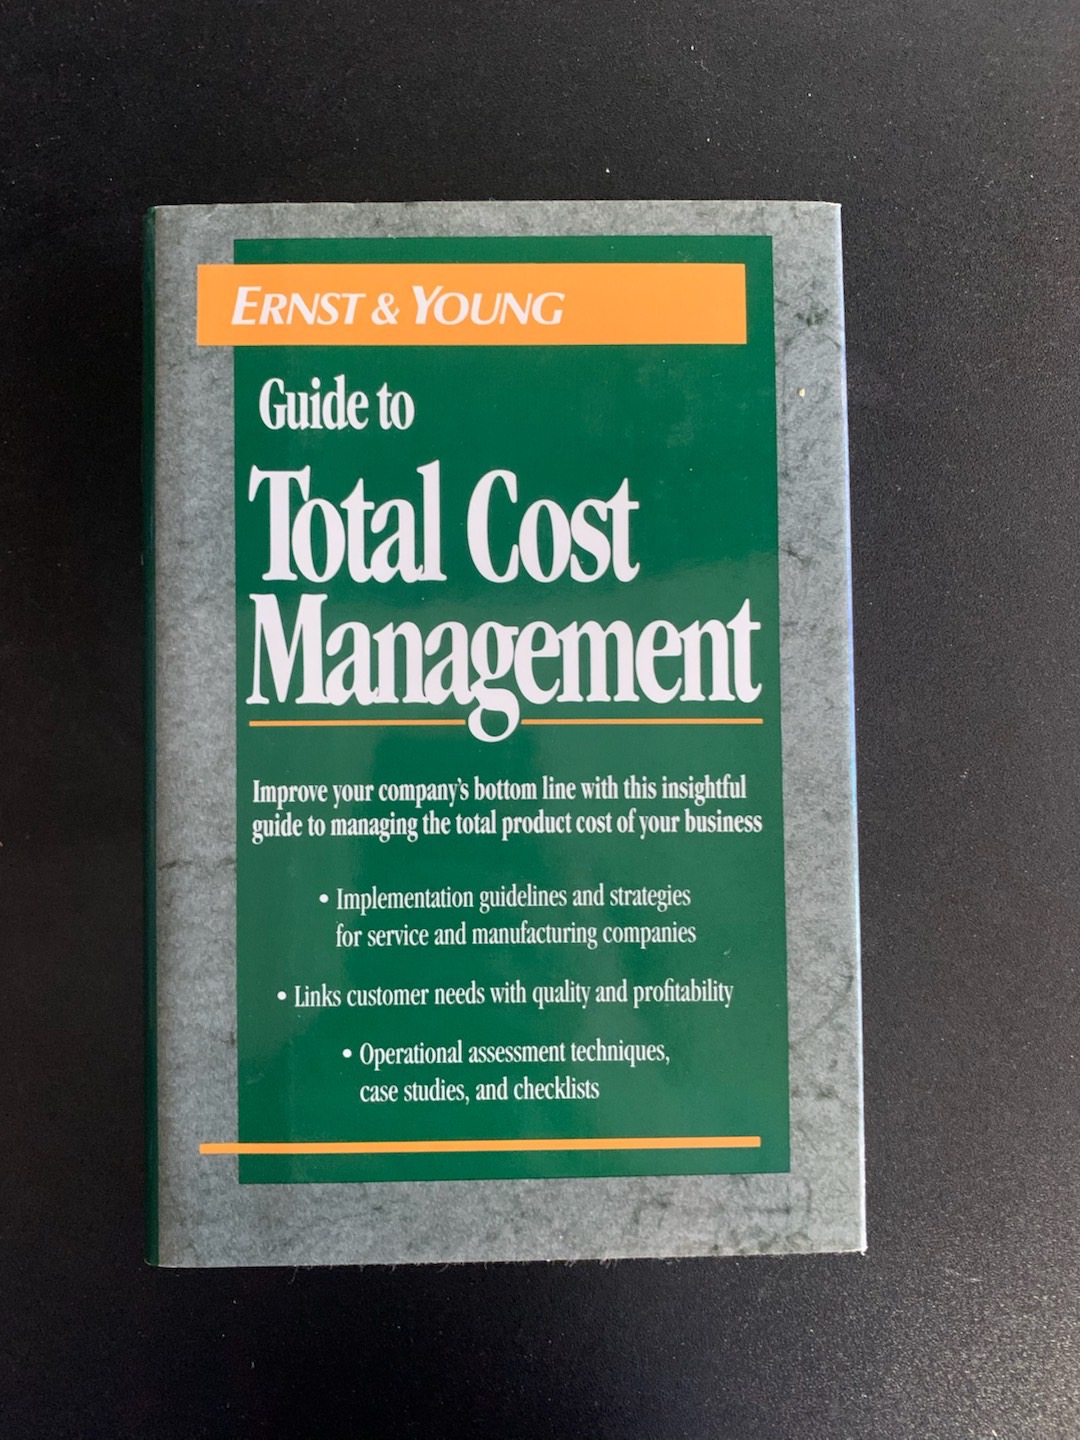 ERNST & YOUNG
Guide to
Total Cost
Management
Improve your company's bottom line with this insightful
guide to managing the total product cost of your business
• Implementation guidelines and strategies
for service and manufacturing companies
• Links customer needs with quality and profitability
• Operational assessment techniques,
case studies, and checklists